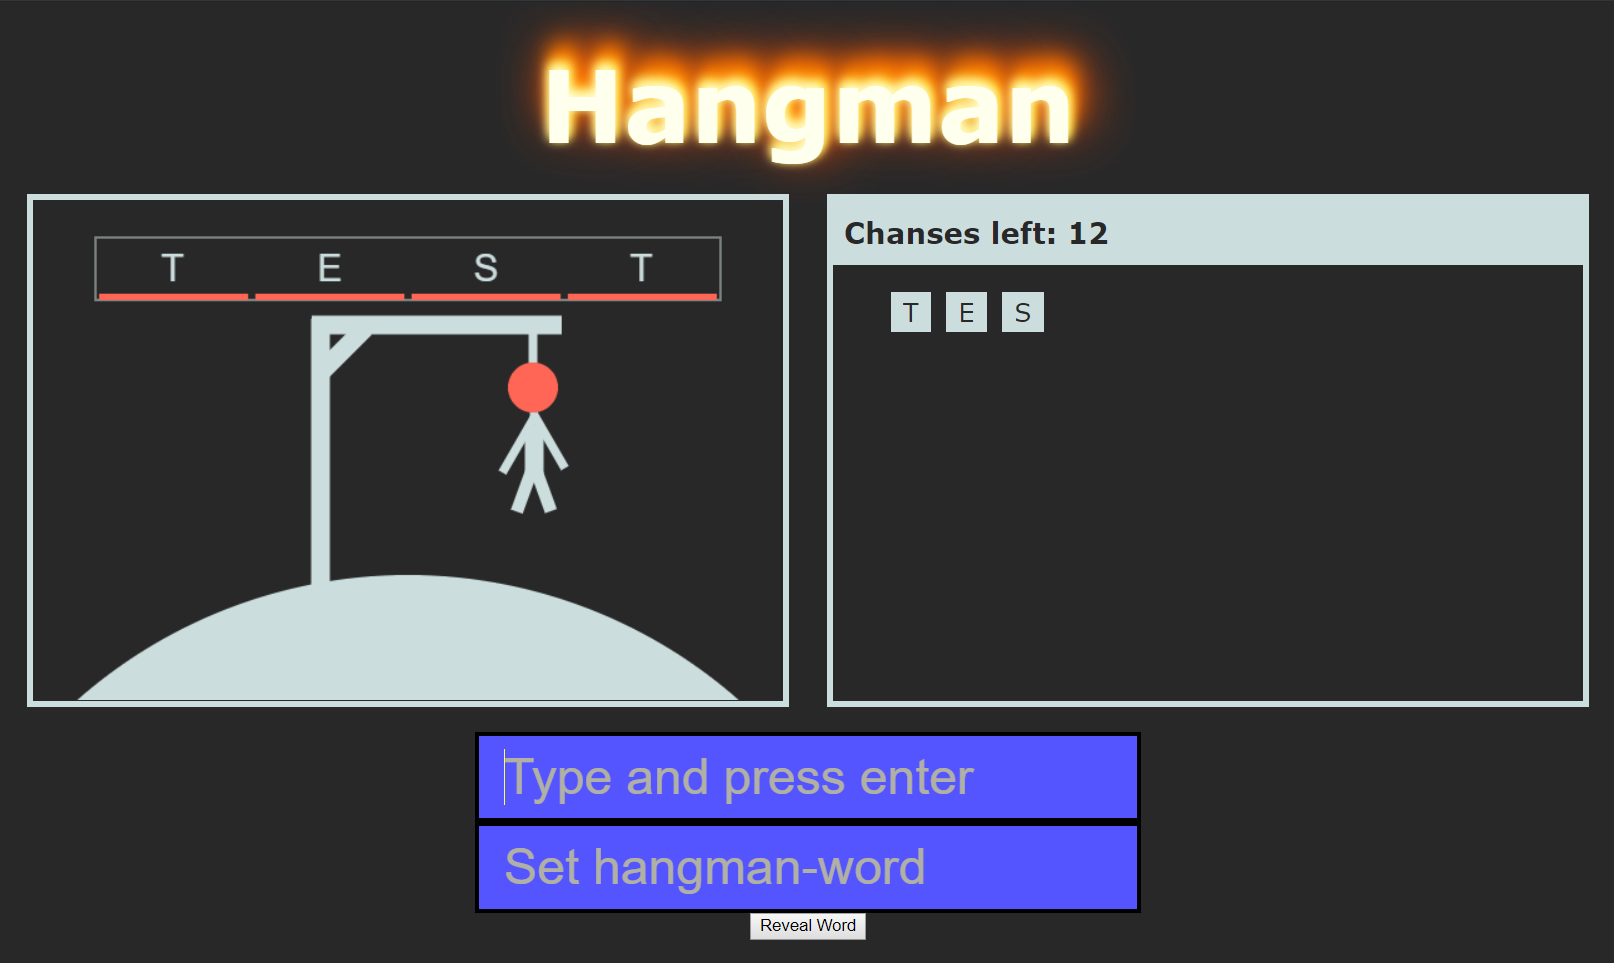 Hangman
T E S T
Chanses left: 12
T E S
Type and press enter
Set hangman-word
Reveal Word